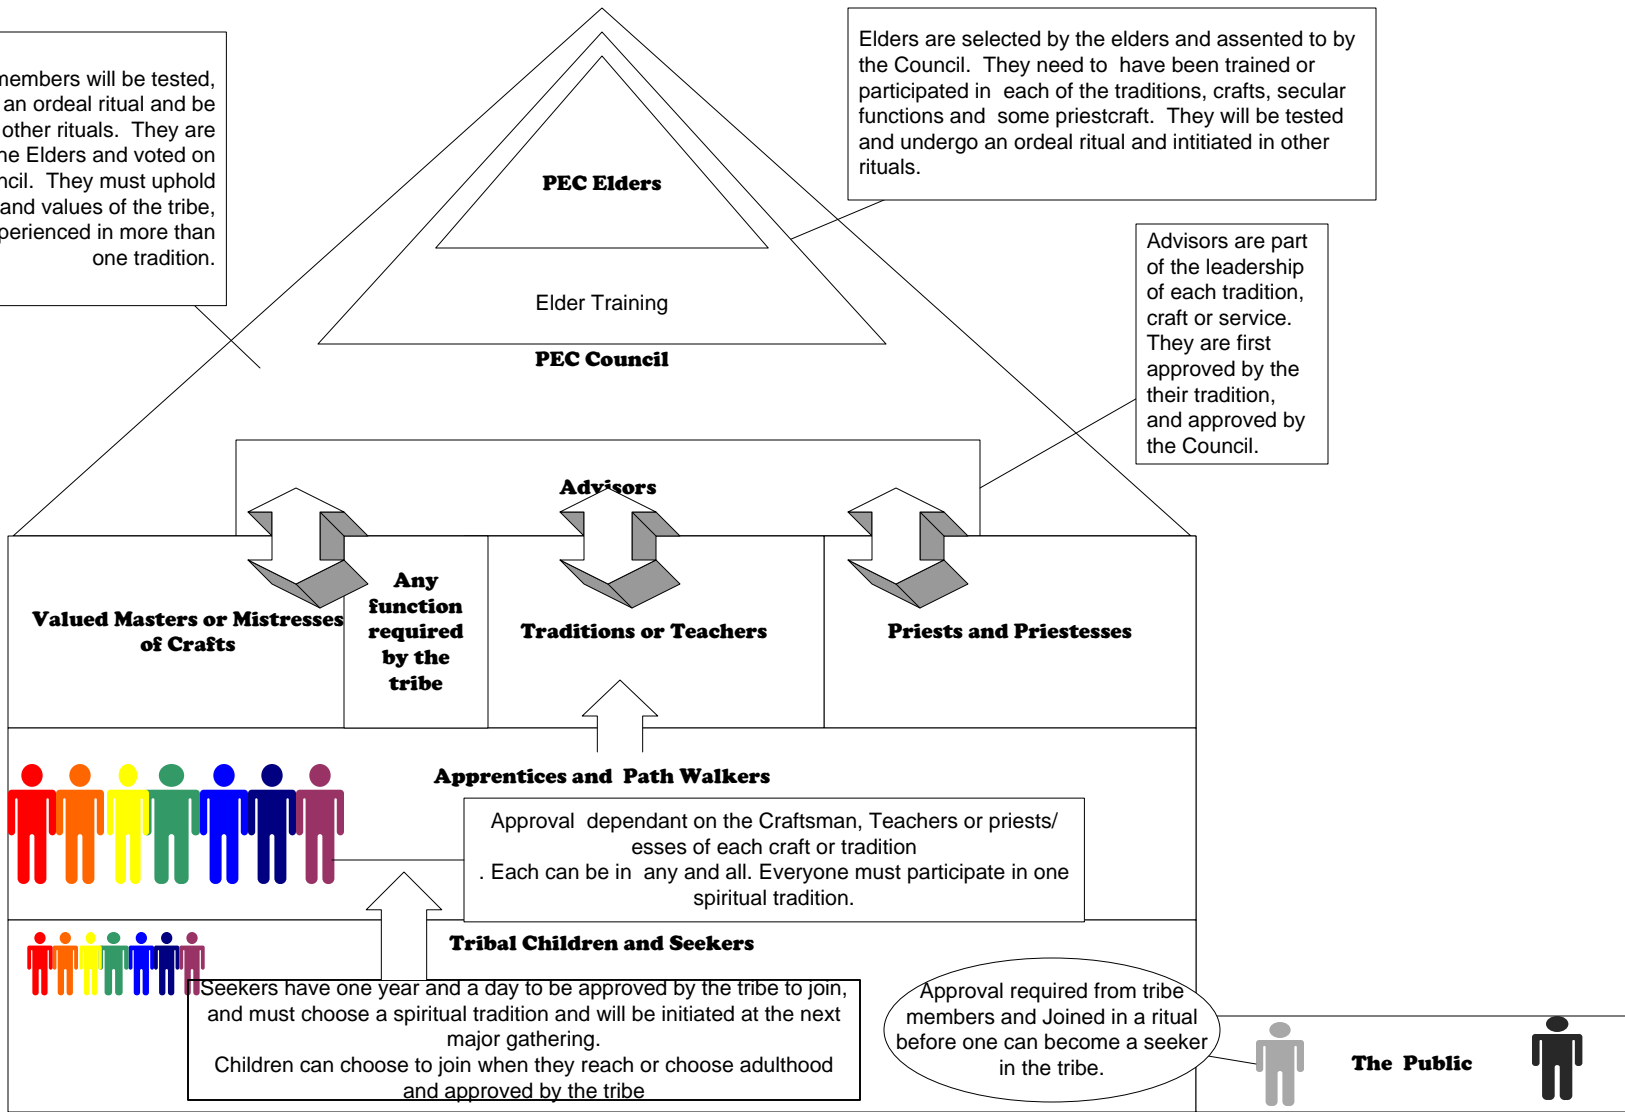 members will be tested,
an ordeal ritual and be
other rituals. They are
Elders and voted on
They must uphold
and values of the tribe,
in more than
one tradition.
Elders are selected by the elders and assented to by
the Council. They need to have been trained or
participated in each of the traditions, crafts, secular
functions and some priestcraft. They will be tested
and undergo an ordeal ritual and intitiated in other
rituals.
PEC Elders
Elder Training
PEC Council
Advisors are part
of the leadership
of each tradition,
craft or service.
They are first
approved by the
their tradition,
and approved by
the Council.
Advisors
Valued Masters or Mistresses
of Crafts
Any
function
required
by the
tribe
Traditions or Teachers
Priests and Priestesses
Apprentices and Path Walkers
Approval dependant on the Craftsman, Teachers or priests/
esses of each craft or tradition
. Each can be in any and all. Everyone must participate in one
spiritual tradition.
Tribal Children and Seekers
Seekers have one year and a day to be approved by the tribe to join,
and must choose a spiritual tradition and will be initiated at the next
major gathering.
Children can choose to join when they reach or choose adulthood
and approved by the tribe
Approval required from tribe
members and Joined in a ritual
before one can become a seeker
in the tribe.
The Public